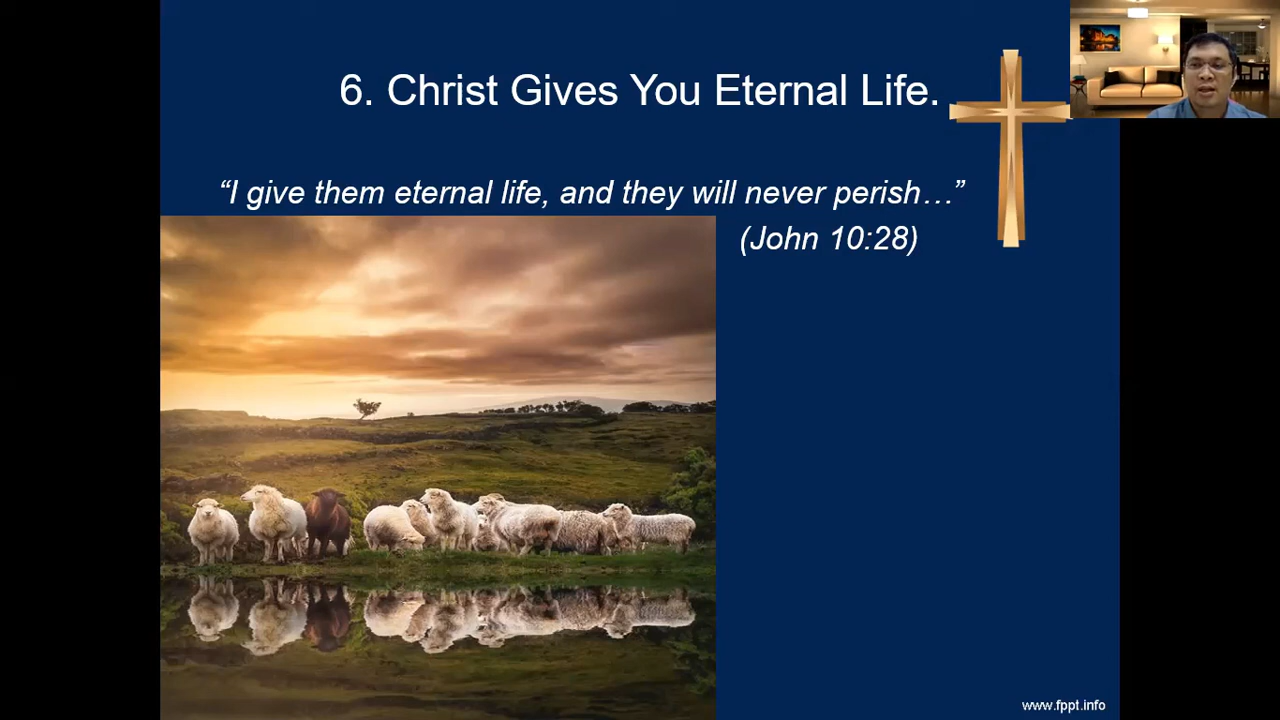 6. Christ Gives You Eternal Life.
“I give them eternal life, and they will never perish…”
(John 10:28)
www.fppt.info